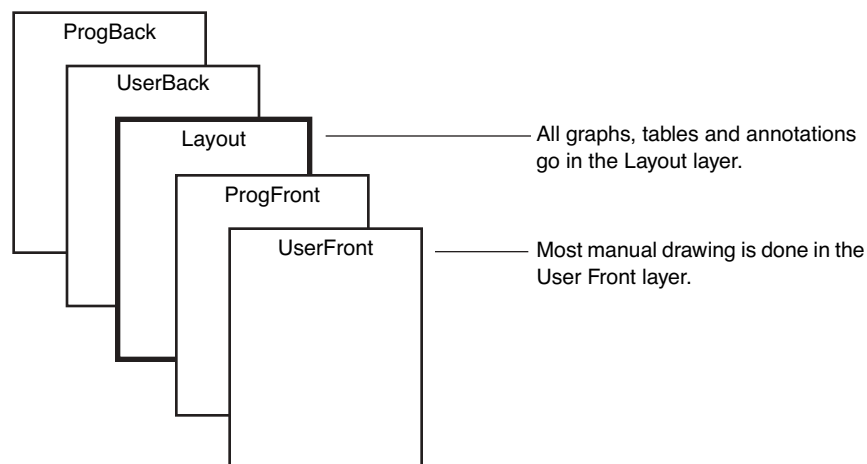 ProgBack
UserBack
Layout
All graphs, tables and annotations
go in the Layout layer.
ProgFront
UserFront
Most manual drawing is done in the
User Front layer.